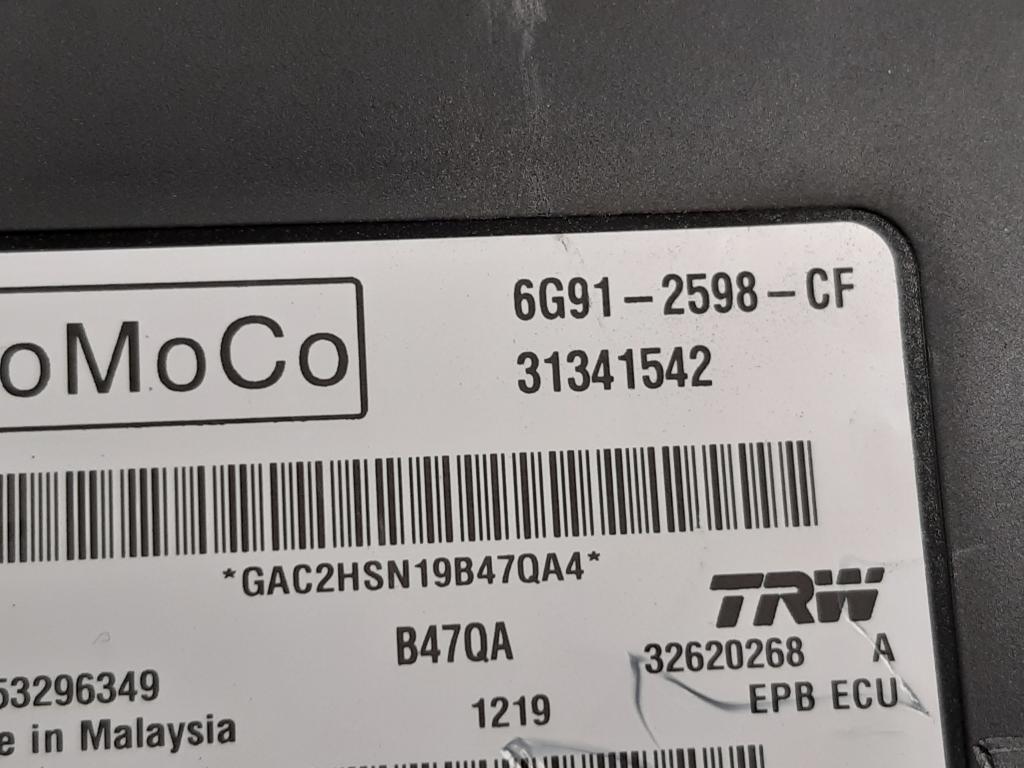 oMoCo
6G91-2598-CF
31341542
*GAC2HSN19B47QA4*
TRW
B47QA
32620268 A
53296349
1219
EPB ECU
e in Malaysia